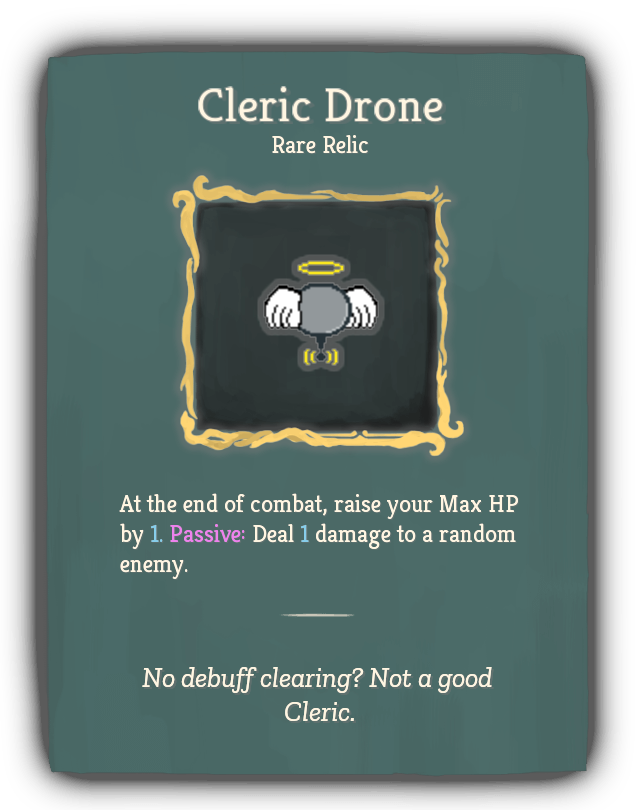 Cleric Drone
Rare Relic
At the end of combat, raise your Max HP
by 1. Passive: Deal 1 damage to a random
enemy.
No debuff clearing? Not a good
Cleric.